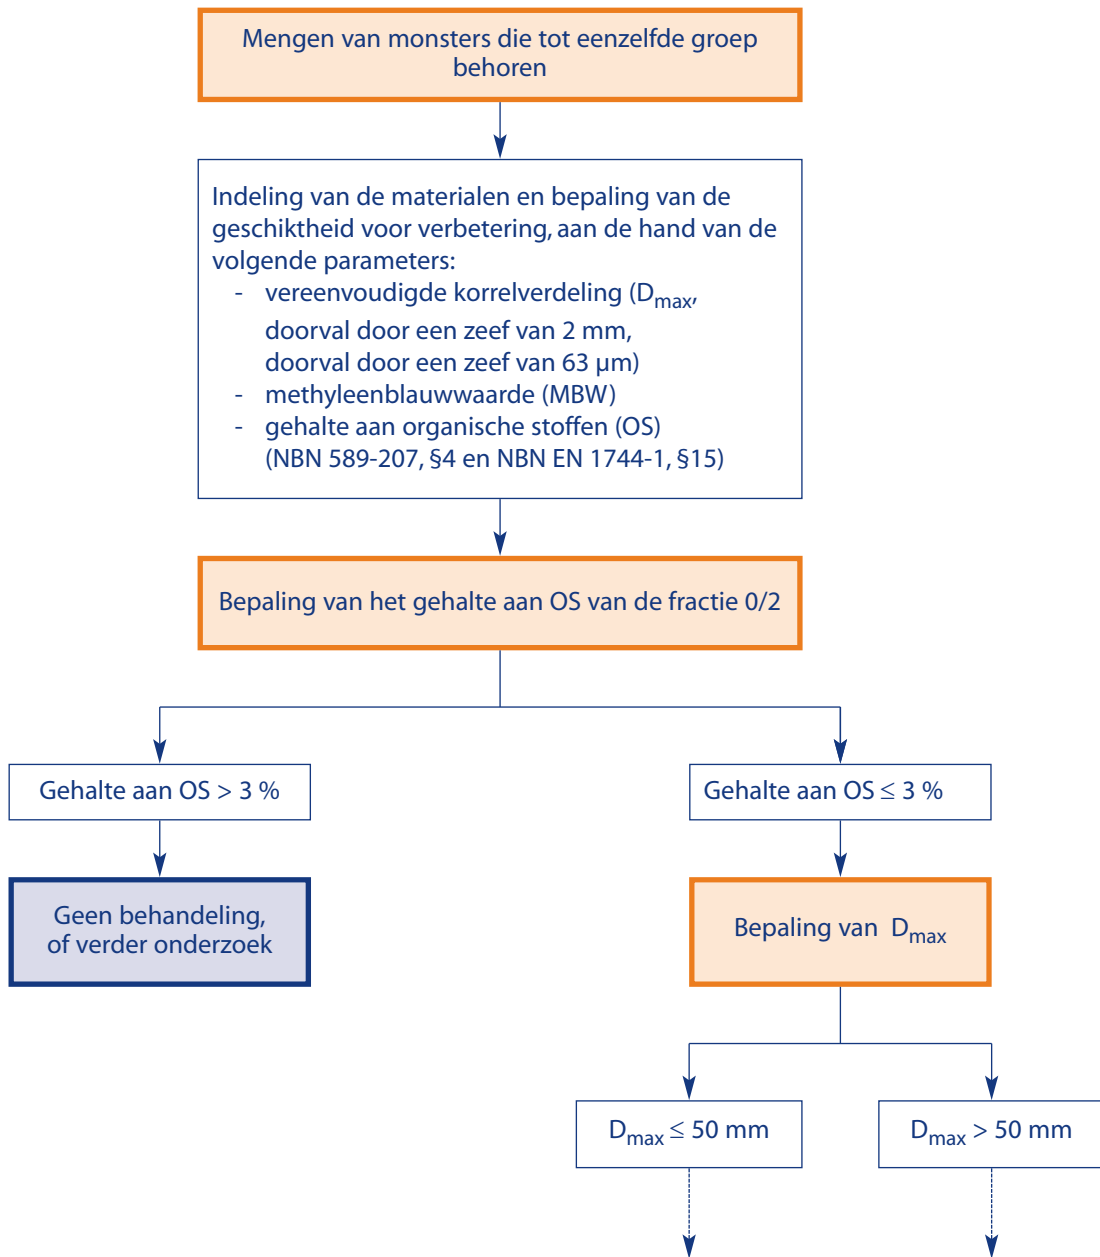 Mengen van monsters die tot eenzelfde groep
behoren
Indeling van de materialen en bepaling van de
geschiktheid voor verbetering, aan de hand van de
volgende parameters:
- vereenvoudigde korrelverdeling (Dmax,
doorval door een zeef van 2 mm,
doorval door een zeef van 63 µm)
- methyleenblauwwaarde (MBW)
- gehalte aan organische stoffen (OS)
(NBN 589-207, §4 en NBN EN 1744-1, §15)
Bepaling van het gehalte aan OS van de fractie 0/2
Gehalte aan OS > 3 %
Gehalte aan OS ≤ 3 %
Geen behandeling,
of verder onderzoek
Bepaling van Dmax
Dmax ≤ 50 mm
Dmax > 50 mm